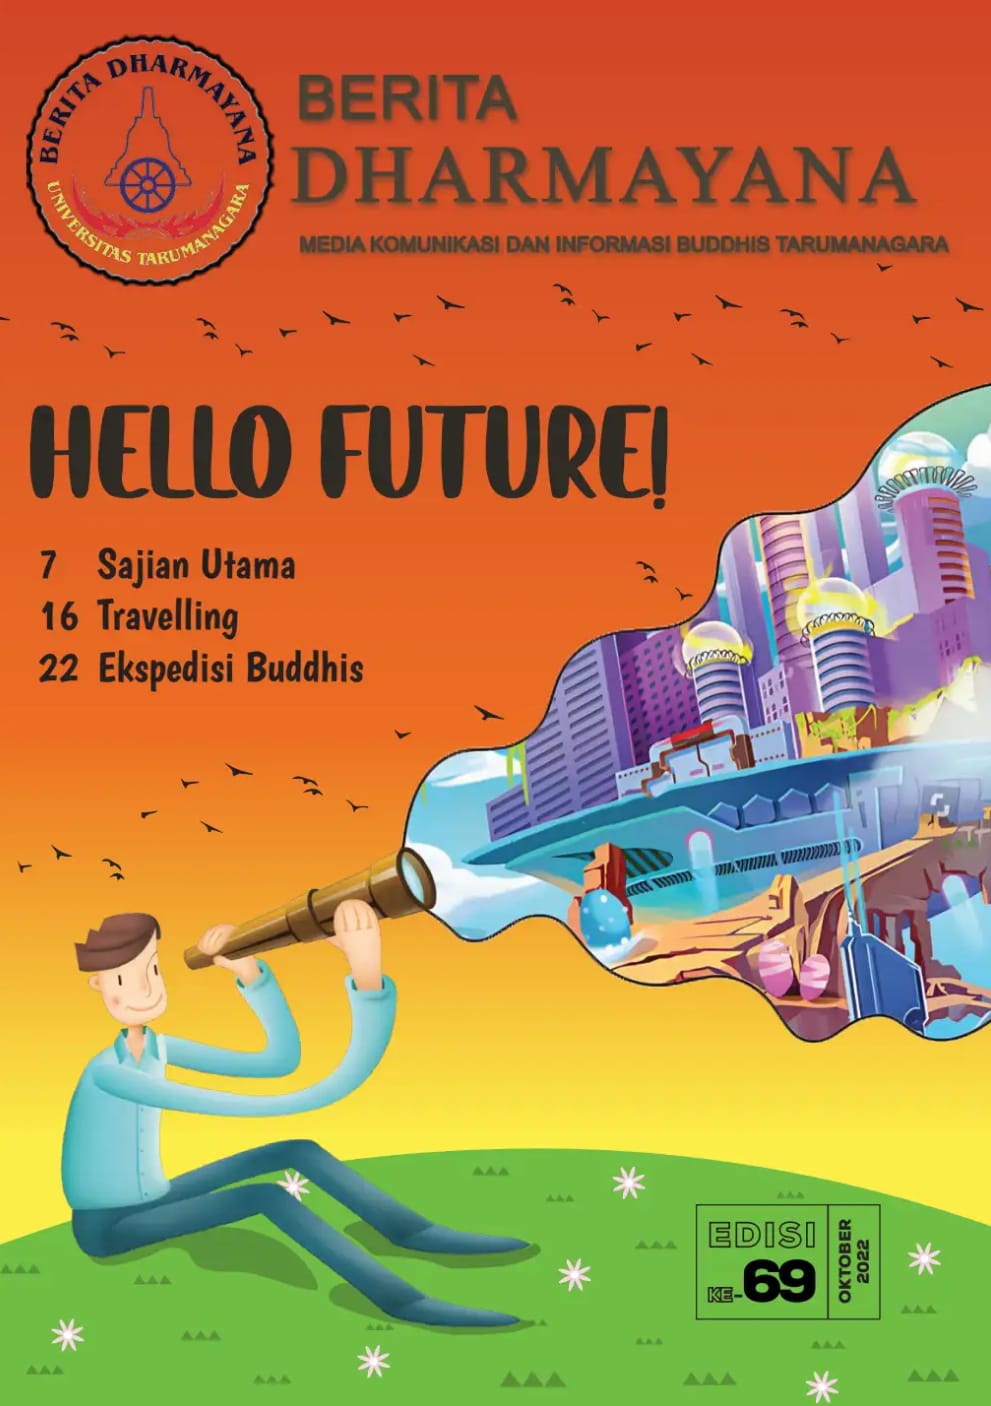 BERITA DHARMAYANA
UNIVERSITAS TARUMANAGARA
BERITA
DHARMAYANA
MEDIA KOMUNIKASI DAN INFORMASI BUDDHIS TARUMANAGARA
HELLO FUTURE!
7 Sajian Utama
16 Travelling
22 Ekspedisi Buddhis
EDISI
KE-69
OKTOBER
2022